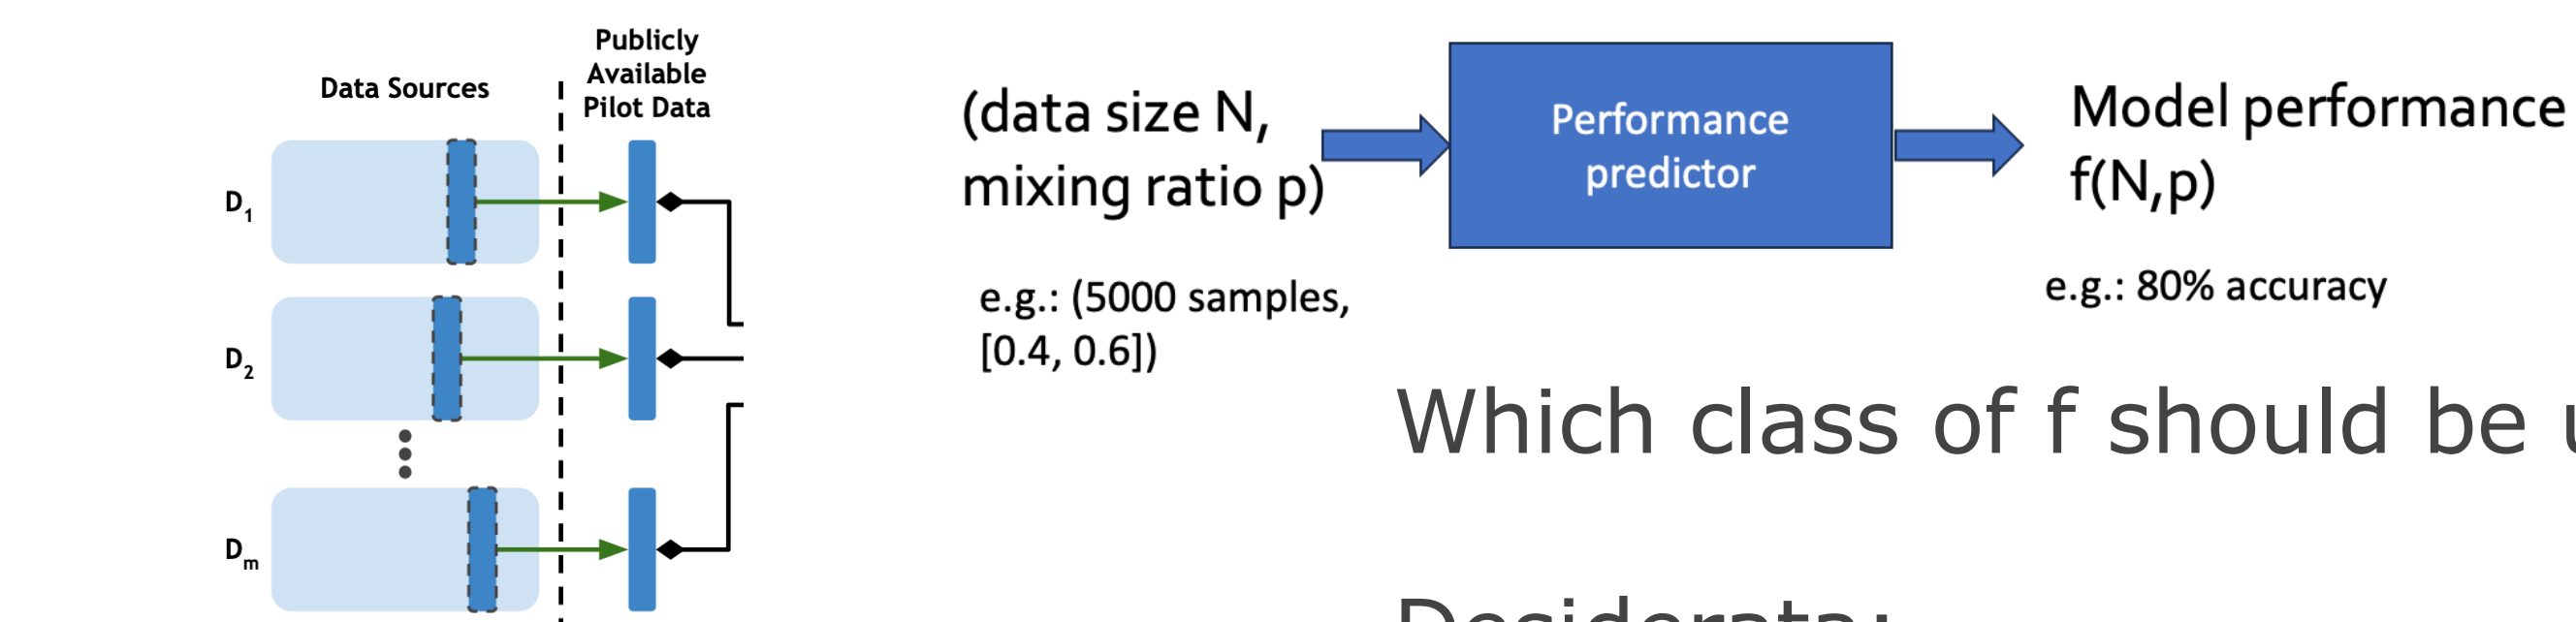 Data Sources
Publicly
Available
Pilot Data
D1
D2
Dm
(data size N,
mixing ratio p)
e.g.: (5000 samples,
[0.4, 0.6])
Performance
predictor
Model performance
f(N,p)
e.g.: 80% accuracy
Which class of f should be
Desiderata: